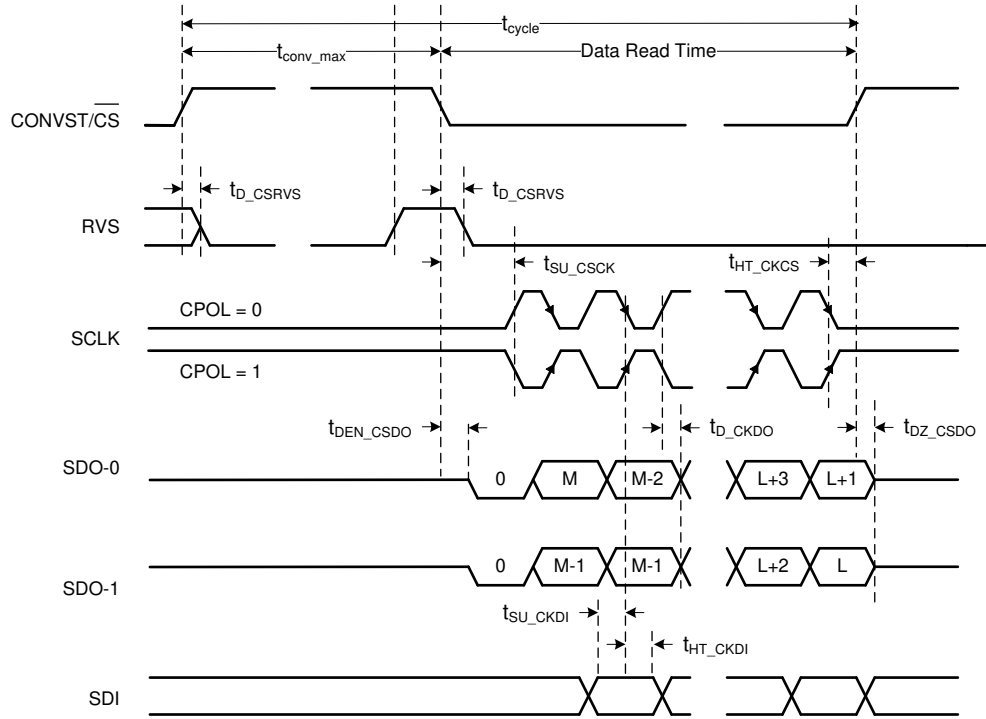 t_cycle
t_conv_max
Data Read Time
CONVST/CS
t_D_CSRVS
t_D_CSRVS
RVS
t_SU_CSCK
t_HT_CKCS
CPOL = 0
SCLK
CPOL = 1
t_DEN_CSDO
t_D_CKDO
t_DZ_CSDO
SDO-0
0 M M-2 L+3 L+1
SDO-1
0 M-1 M-1 L+2 L
t_SU_CKDI
t_HT_CKDI
SDI